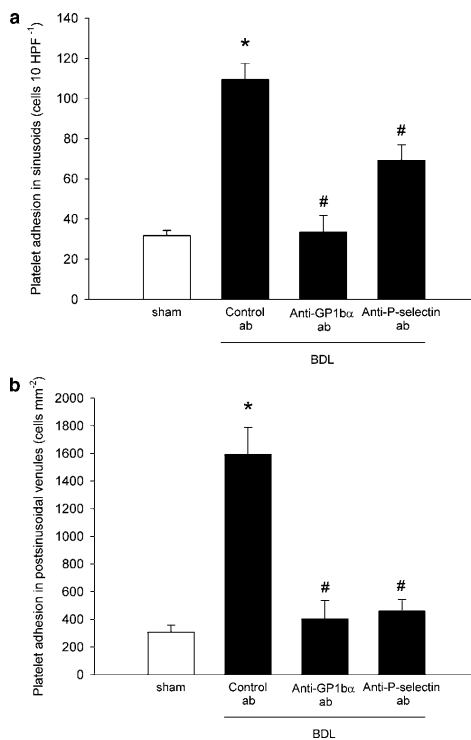 a
Platelet adhesion in sinusoids (cells 10 HPF⁻¹)
140
120
100
80
60
40
20
0
*
#
#
sham
Control ab
Anti-GP1bα ab
Anti-P-selectin ab
BDL
b
Platelet adhesion in postsinusoidal venules (cells mm⁻²)
2000
1800
1600
1400
1200
1000
800
600
400
200
0
*
#
#
sham
Control ab
Anti-GP1bα ab
Anti-P-selectin ab
BDL